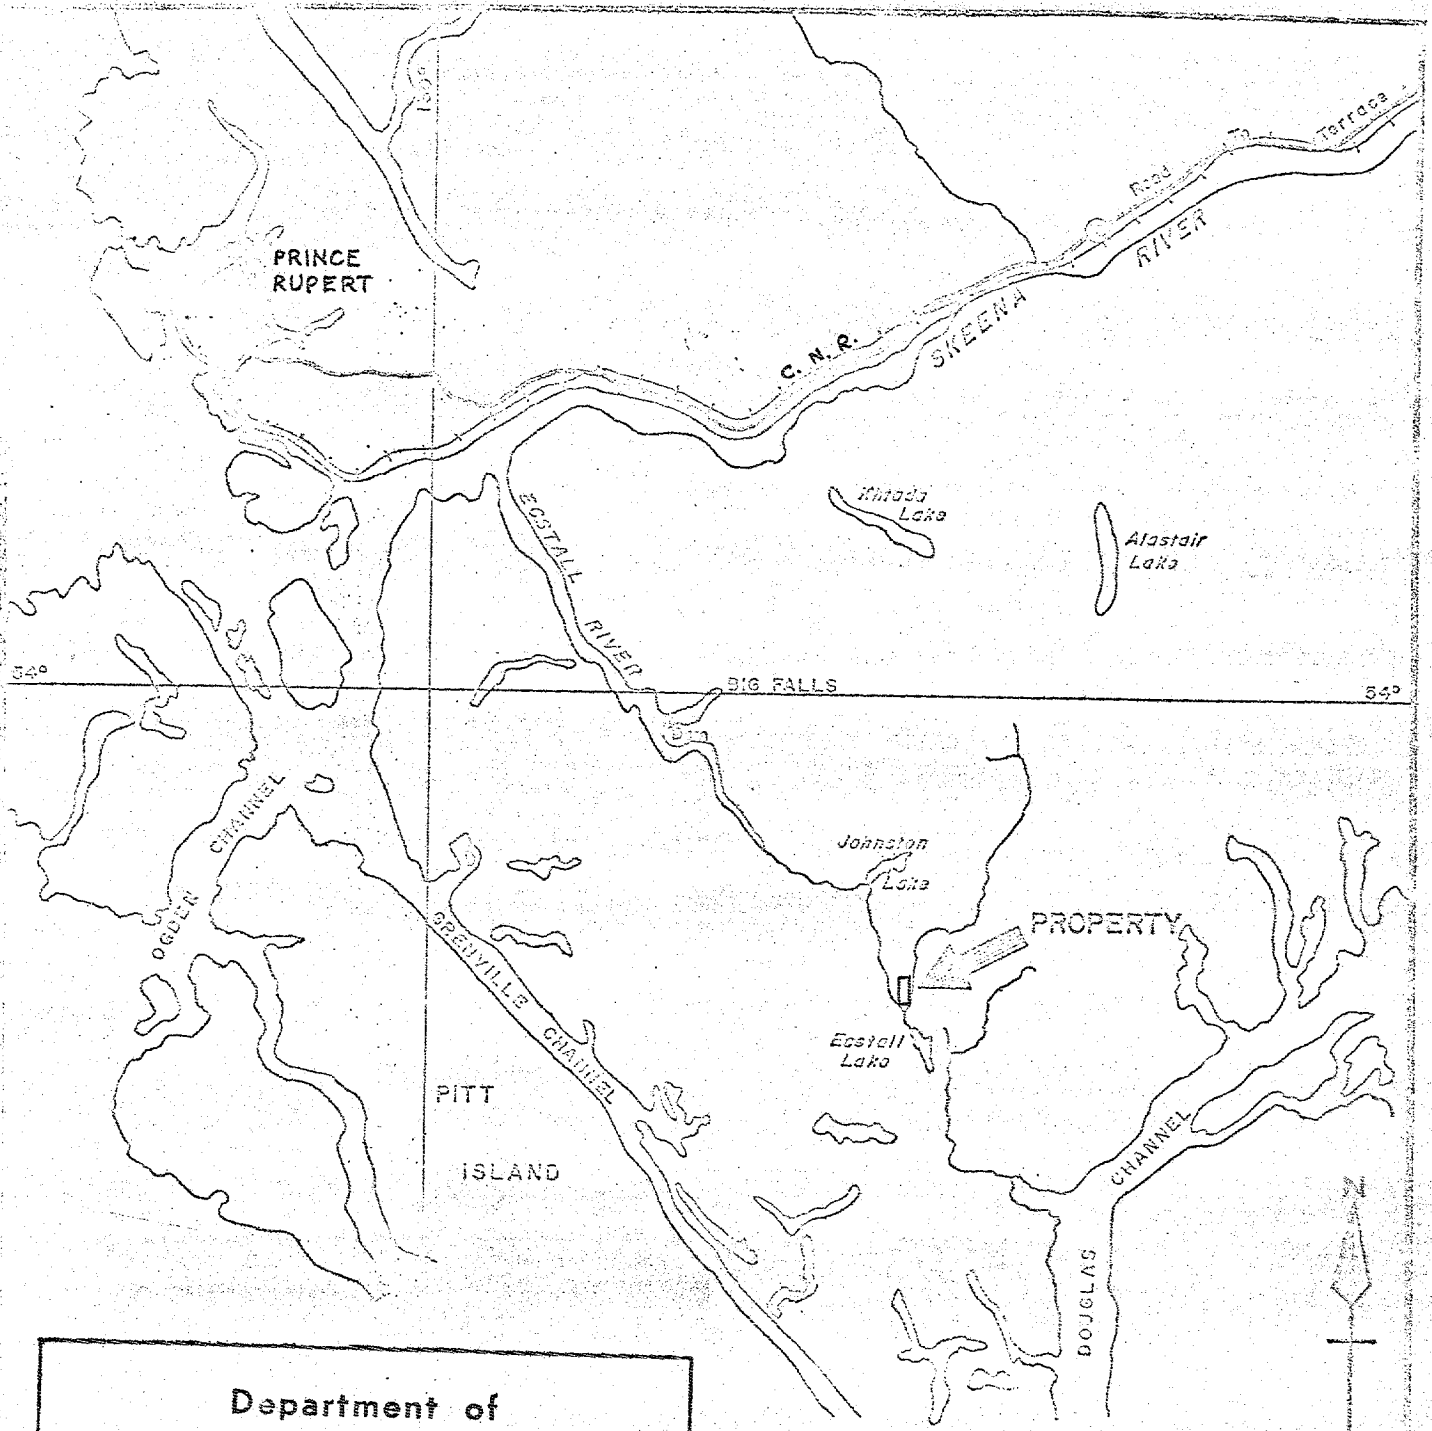 PRINCE
RUPERT
Road To Terrace
C. N. R.
SKEENA RIVER
Khtada
Lake
Alastair
Lake
ECSTALL RIVER
54°
BIG FALLS
54°
OGDEN CHANNEL
Johnston
Lake
PROPERTY
GRENVILLE CHANNEL
Ecstall
Lake
PITT
ISLAND
DOUGLAS CHANNEL
N
Department of